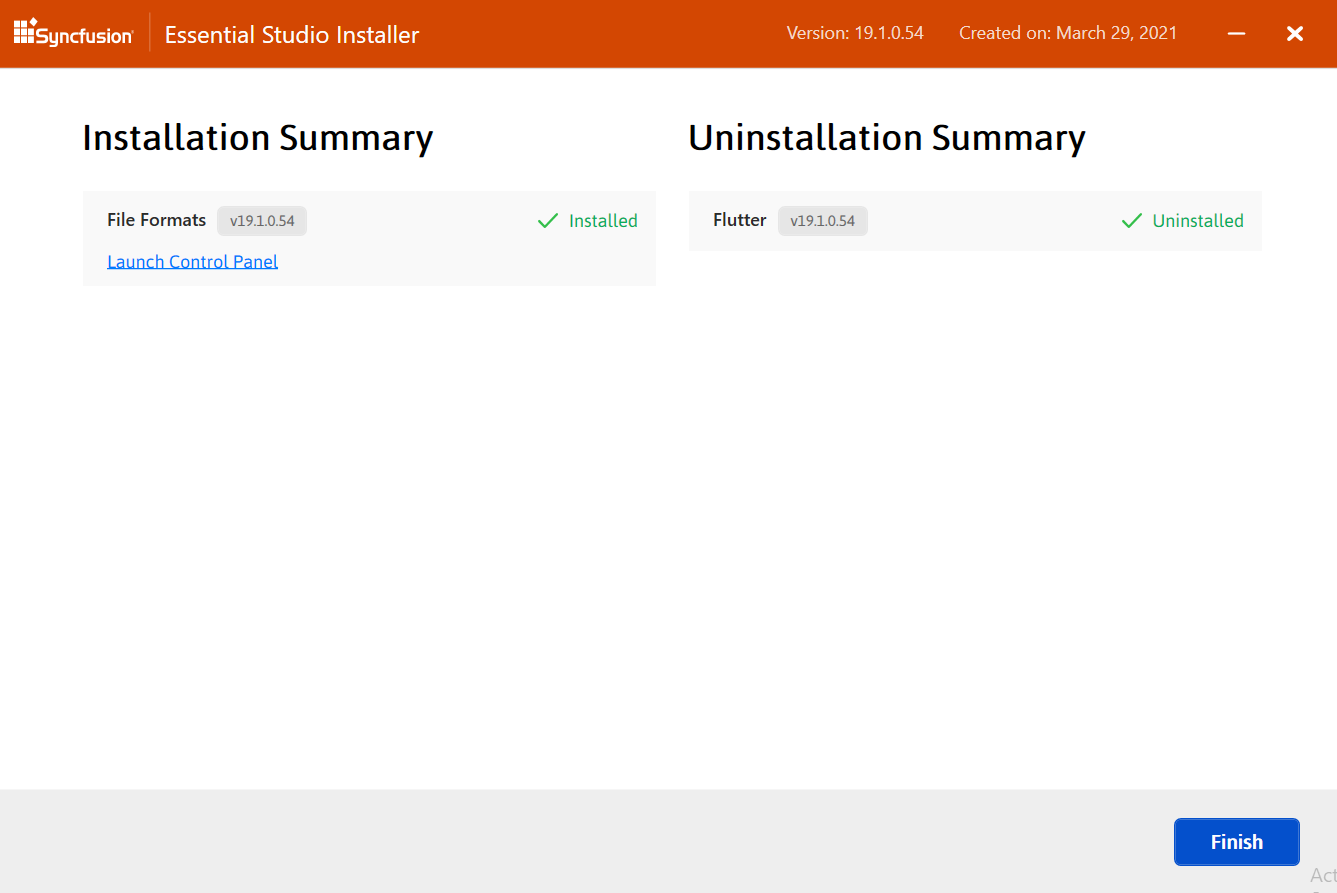 Syncfusion Essential Studio Installer Version: 19.1.0.54 Created on: March 29, 2021
Installation Summary
File Formats v19.1.0.54 Installed
Launch Control Panel
Uninstallation Summary
Flutter v19.1.0.54 Uninstalled
Finish
Act